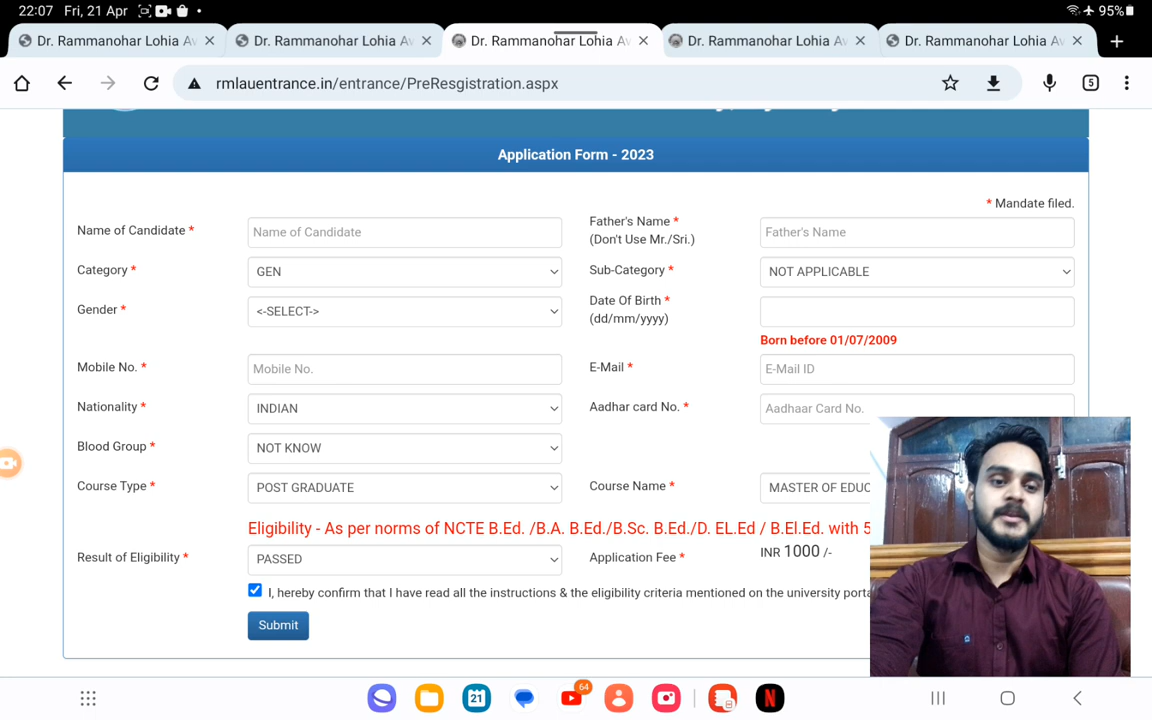 22:07 Fri, 21 Apr
95%
Dr. Rammanohar Lohia Av
Dr. Rammanohar Lohia Av
Dr. Rammanohar Lohia Av
Dr. Rammanohar Lohia Av
Dr. Rammanohar Lohia Av
rmlauentrance.in/entrance/PreResgistration.aspx
5
Application Form - 2023
* Mandate filed.
Name of Candidate * Name of Candidate
Father's Name * Father's Name
(Don't Use Mr./Sri.)
Category * GEN
Sub-Category * NOT APPLICABLE
Gender * <-SELECT->
Date Of Birth *
(dd/mm/yyyy)
Born before 01/07/2009
Mobile No. * Mobile No.
E-Mail * E-Mail ID
Nationality * INDIAN
Aadhar card No. * Aadhaar Card No.
Blood Group * NOT KNOW
Course Type * POST GRADUATE
Course Name * MASTER OF EDUC
Eligibility - As per norms of NCTE B.Ed. /B.A. B.Ed./B.Sc. B.Ed./D. EL.Ed / B.El.Ed. with 5
Result of Eligibility * PASSED
Application Fee * INR 1000 /-
I, hereby confirm that I have read all the instructions & the eligibility criteria mentioned on the university porta
Submit
21
64
N